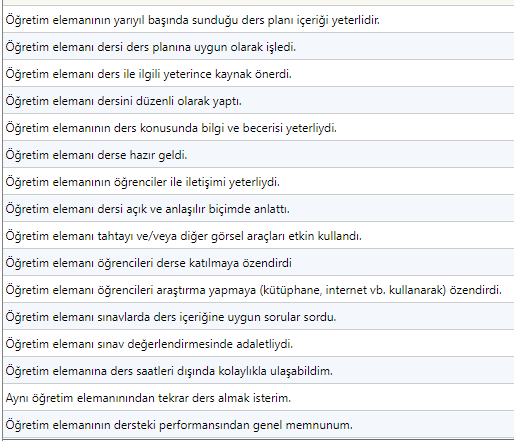 Öğretim elemanının yarıyıl başında sunduğu ders planı içeriği yeterlidir.
Öğretim elemanı dersi ders planına uygun olarak işledi.
Öğretim elemanı ders ile ilgili yeterince kaynak önerdi.
Öğretim elemanı dersini düzenli olarak yaptı.
Öğretim elemanının ders konusunda bilgi ve becerisi yeterliydi.
Öğretim elemanı derse hazır geldi.
Öğretim elemanının öğrenciler ile iletişimi yeterliydi.
Öğretim elemanı dersi açık ve anlaşılır biçimde anlattı.
Öğretim elemanı tahtayı ve/veya diğer görsel araçları etkin kullandı.
Öğretim elemanı öğrencileri derse katılmaya özendirdi
Öğretim elemanı öğrencileri araştırma yapmaya (kütüphane, internet vb. kullanarak) özendirdi.
Öğretim elemanı sınavlarda ders içeriğine uygun sorular sordu.
Öğretim elemanı sınav değerlendirmesinde adaletliydi.
Öğretim elemanına ders saatleri dışında kolaylıkla ulaşabildim.
Aynı öğretim elemanınından tekrar ders almak isterim.
Öğretim elemanının dersteki performansından genel memnunum.